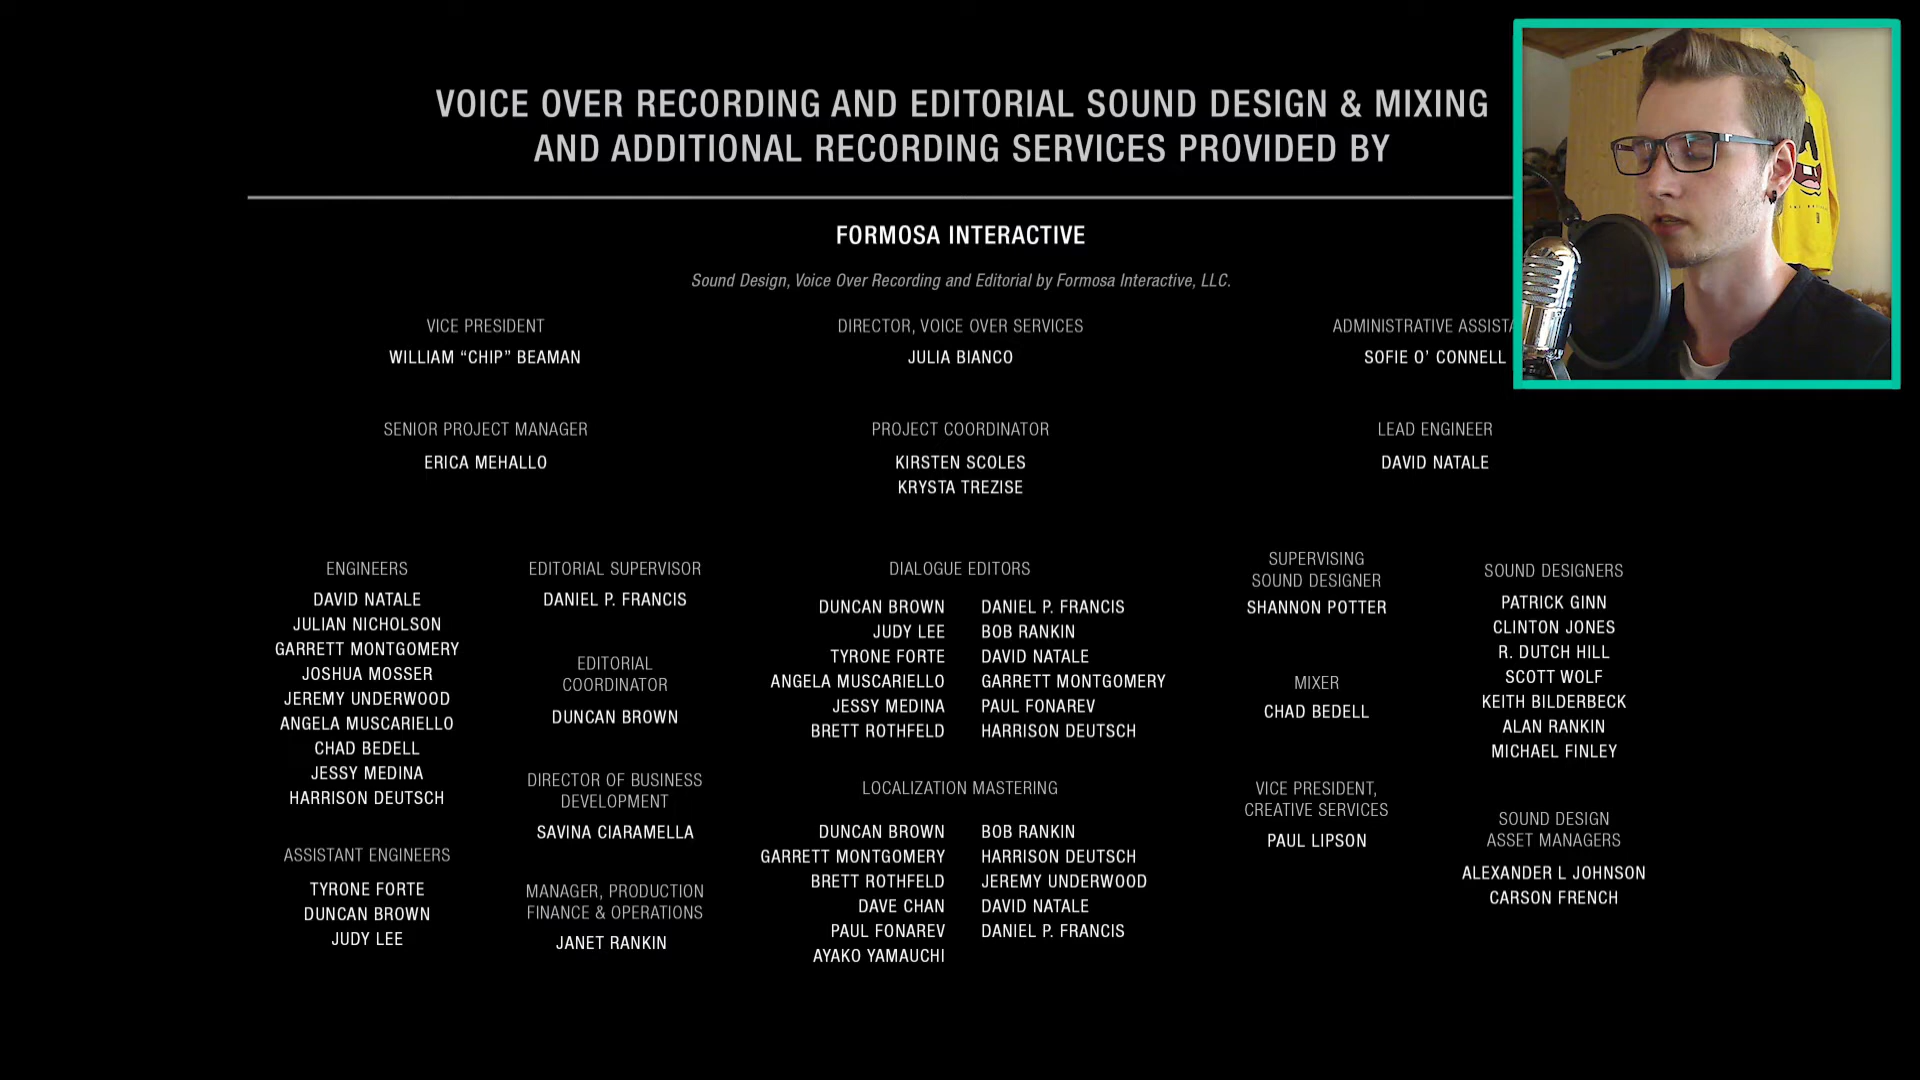 VOICE OVER RECORDING AND EDITORIAL SOUND DESIGN & MIXING
AND ADDITIONAL RECORDING SERVICES PROVIDED BY
FORMOSA INTERACTIVE
Sound Design, Voice Over Recording and Editorial by Formosa Interactive, LLC.
VICE PRESIDENT
WILLIAM “CHIP” BEAMAN
DIRECTOR, VOICE OVER SERVICES
JULIA BIANCO
ADMINISTRATIVE
SOFIE O’ CONNELL
SENIOR PROJECT MANAGER
ERICA MEHALLO
PROJECT COORDINATOR
KIRSTEN SCOLES
KRYSTA TREZISE
LEAD ENGINEER
DAVID NATALE
ENGINEERS
DAVID NATALE
JULIAN NICHOLSON
GARRETT MONTGOMERY
JOSHUA MOSSER
JEREMY UNDERWOOD
ANGELA MUSCARIELLO
CHAD BEDELL
JESSY MEDINA
HARRISON DEUTSCH
ASSISTANT ENGINEERS
TYRONE FORTE
DUNCAN BROWN
JUDY LEE
EDITORIAL SUPERVISOR
DANIEL P. FRANCIS
EDITORIAL
COORDINATOR
DUNCAN BROWN
DIRECTOR OF BUSINESS
DEVELOPMENT
SAVINA CIARAMELLA
MANAGER, PRODUCTION
FINANCE & OPERATIONS
JANET RANKIN
DIALOGUE EDITORS
DUNCAN BROWN DANIEL P. FRANCIS
JUDY LEE BOB RANKIN
TYRONE FORTE DAVID NATALE
ANGELA MUSCARIELLO GARRETT MONTGOMERY
JESSY MEDINA PAUL FONAREV
BRETT ROTHFELD HARRISON DEUTSCH
LOCALIZATION MASTERING
DUNCAN BROWN BOB RANKIN
GARRETT MONTGOMERY HARRISON DEUTSCH
BRETT ROTHFELD JEREMY UNDERWOOD
DAVE CHAN DAVID NATALE
PAUL FONAREV DANIEL P. FRANCIS
AYAKO YAMAUCHI
SUPERVISING
SOUND DESIGNER
SHANNON POTTER
MIXER
CHAD BEDELL
VICE PRESIDENT,
CREATIVE SERVICES
PAUL LIPSON
SOUND DESIGNERS
PATRICK GINN
CLINTON JONES
R. DUTCH HILL
SCOTT WOLF
KEITH BILDERBECK
ALAN RANKIN
MICHAEL FINLEY
SOUND DESIGN
ASSET MANAGERS
ALEXANDER L JOHNSON
CARSON FRENCH